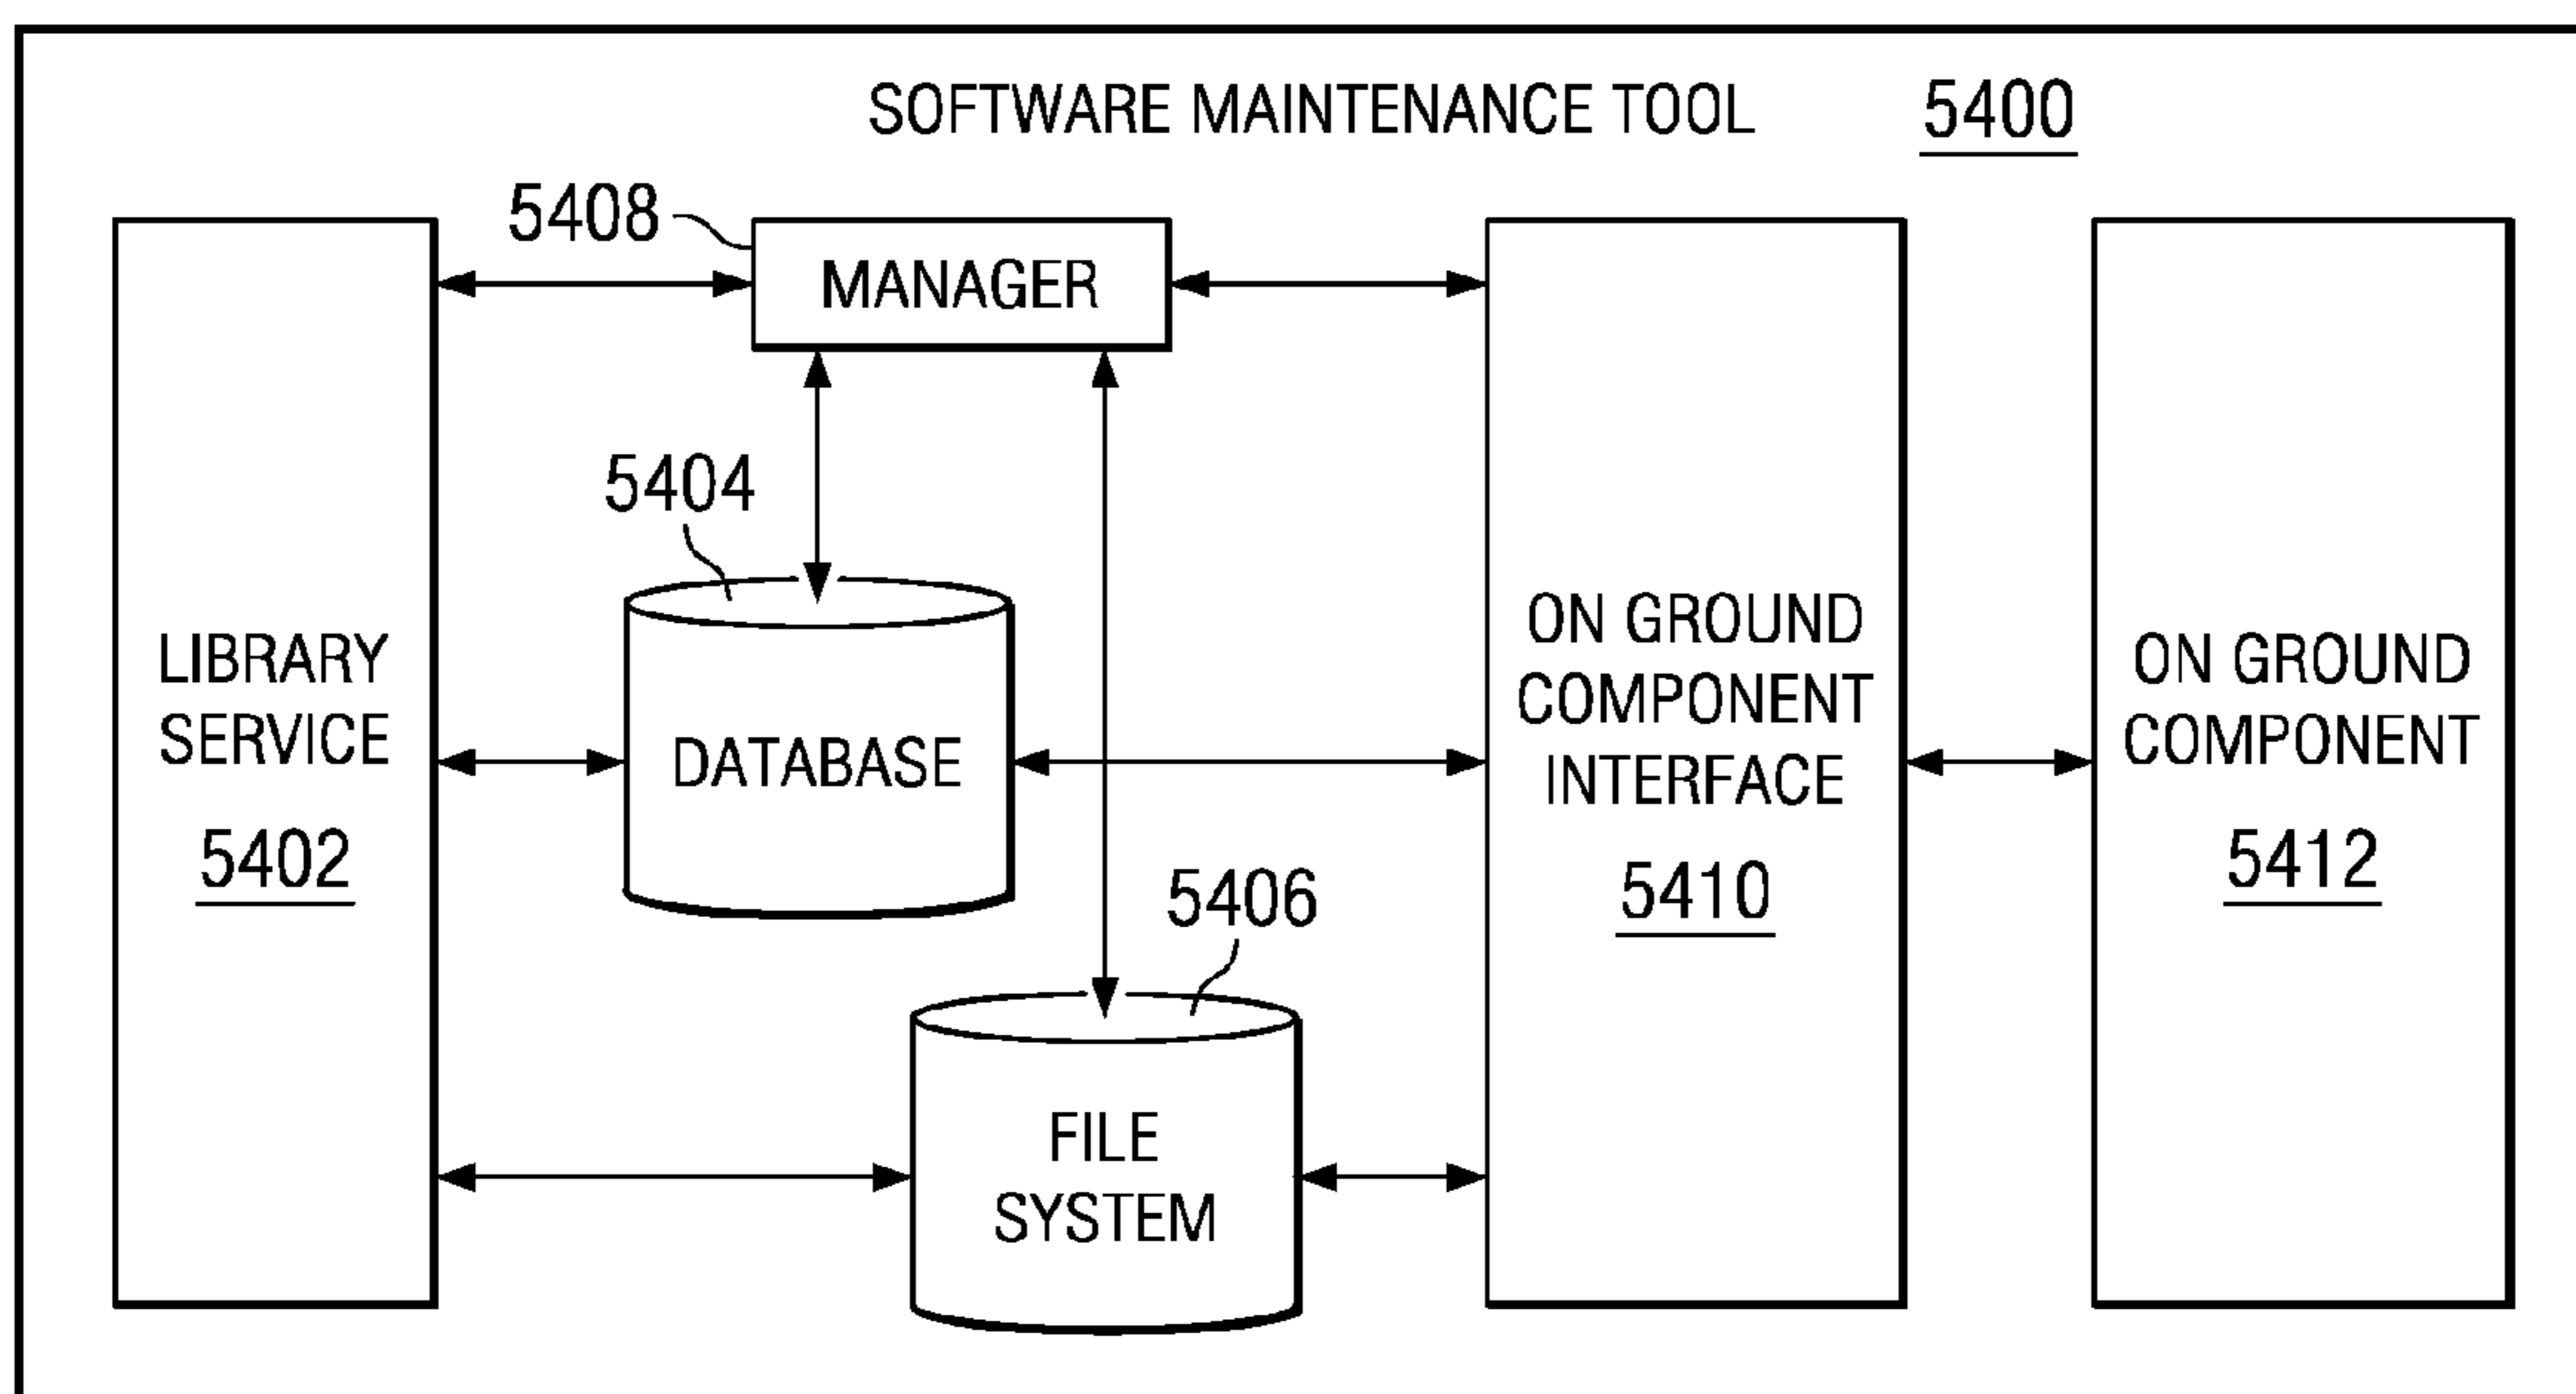 SOFTWARE MAINTENANCE TOOL 5400
5408
MANAGER
5404
LIBRARY
SERVICE
5402
DATABASE
5406
FILE
SYSTEM
ON GROUND
COMPONENT
INTERFACE
5410
ON GROUND
COMPONENT
5412